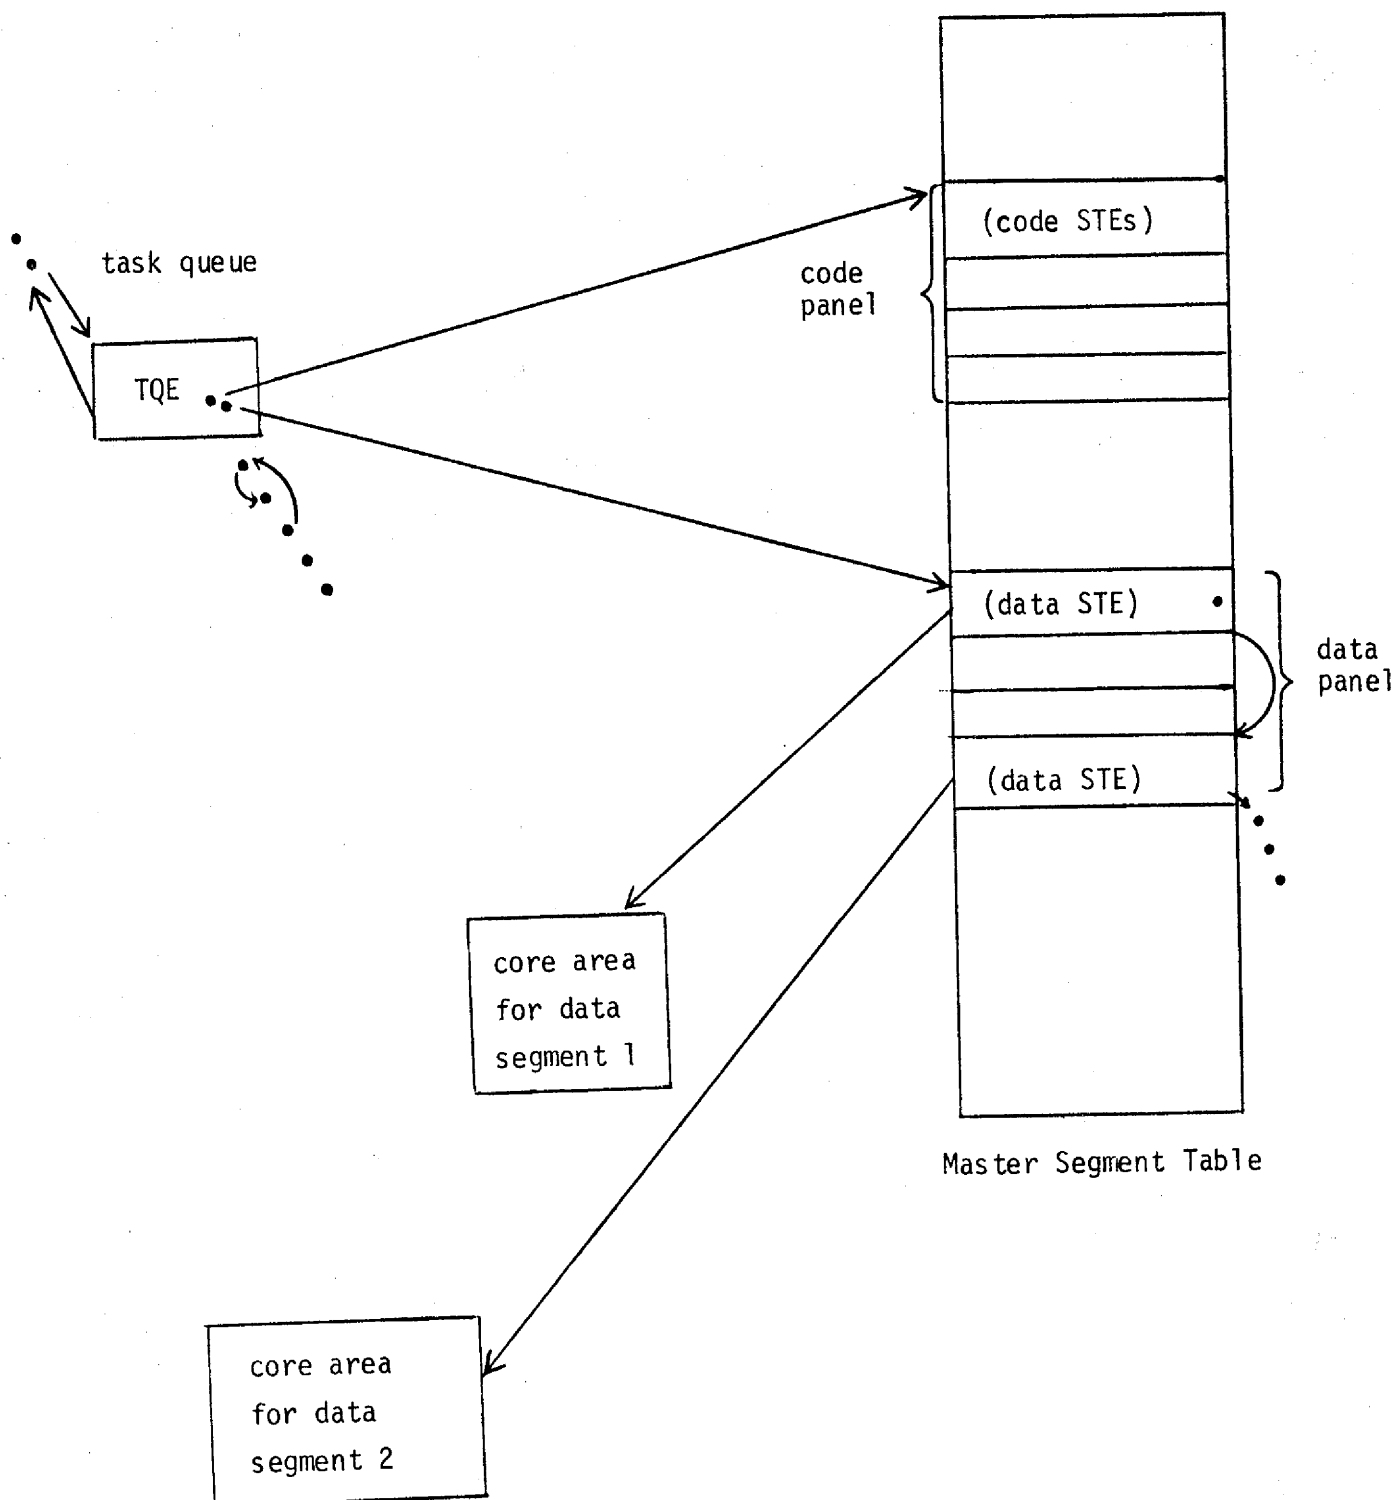 task queue
TQE
(code STEs)
code
panel
(data STE)
data
panel
(data STE)
core area
for data
segment 1
Master Segment Table
core area
for data
segment 2